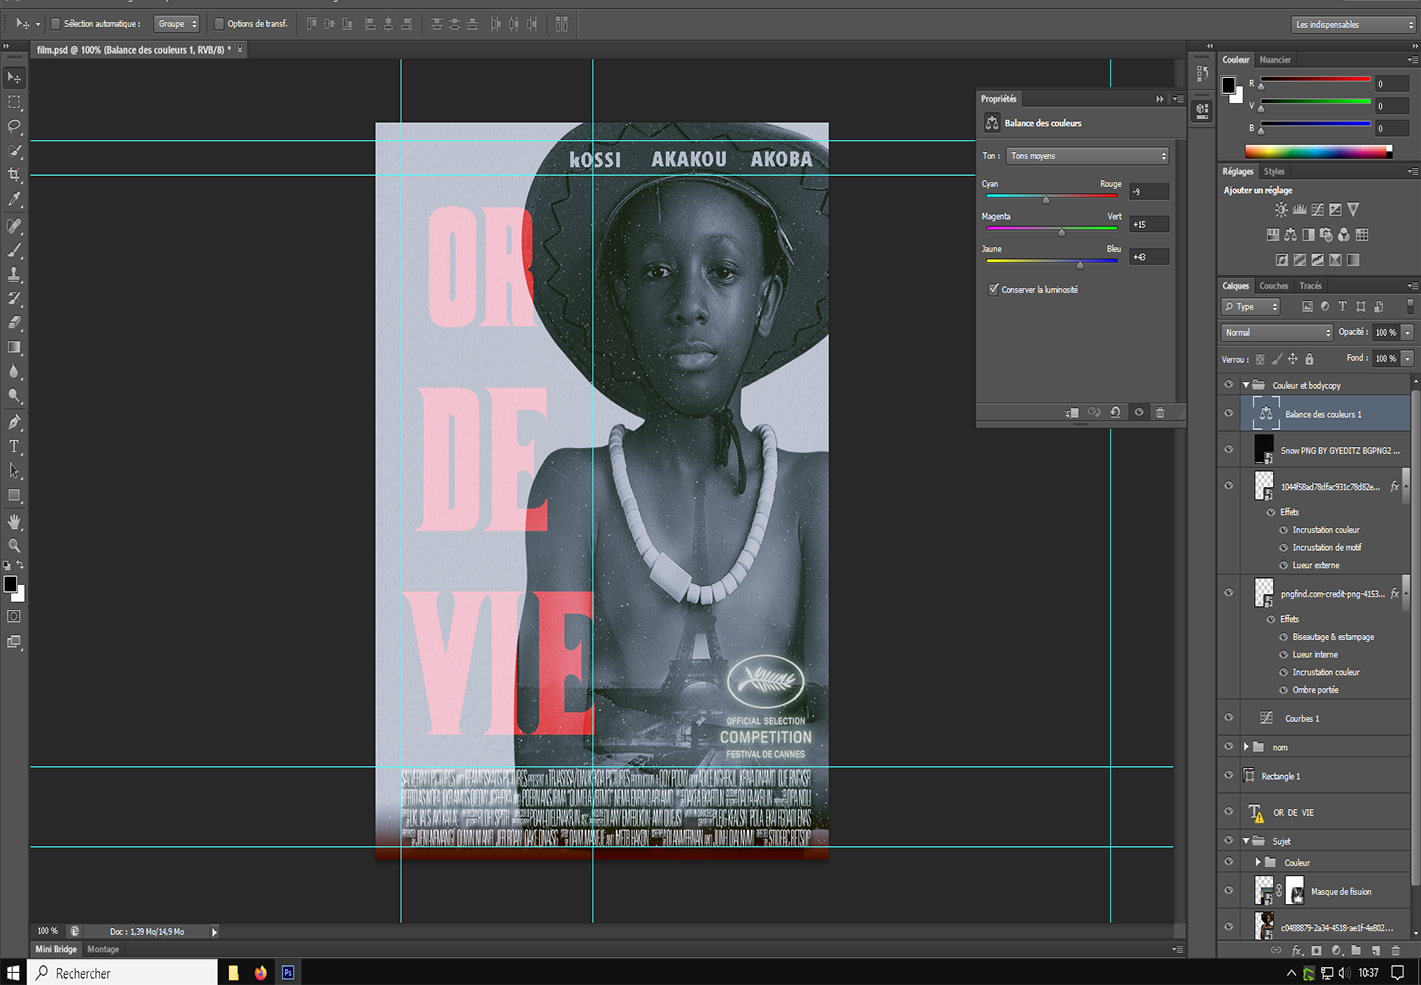 Sélection automatique :
Groupe
Options de transf.
Les indispensables
film.psd @ 100% (Balance des couleurs 1, RVB/8) *
Couleur
Nuancier
R
0
V
0
B
0
Propriétés
Balance des couleurs
Ton :
Tons moyens
Cyan
Rouge
-9
Magenta
Vert
+15
Jaune
Bleu
+43
Conserver la luminosité
Réglages
Styles
Ajouter un réglage
Calques
Couches
Tracés
Type
Normal
Opacité :
100 %
Verrou :
Fond :
100 %
Couleur et bodycopy
Balance des couleurs 1
Snow PNG BY GYEDITZ BGPNG2 ...
1044f58ad78dfac931c78d82e... fx
Effets
Incrustation couleur
Incrustation de motif
Lueur externe
pngfind.com-credit-png-4153... fx
Effets
Biseautage & estampage
Lueur interne
Incrustation couleur
Ombre portée
Courbes 1
nom
Rectangle 1
OR DE VIE
Sujet
Couleur
Masque de fisuion
c0488879-2a34-4518-ae1f-4e802...
kOSSI AKAKOU AKOBA
OR
DE
VIE
OFFICIAL SELECTION
COMPETITION
FESTIVAL DE CANNES
100 %
Doc : 1,39 Mo/14,9 Mo
Mini Bridge
Montage
Rechercher
Ps
10:37